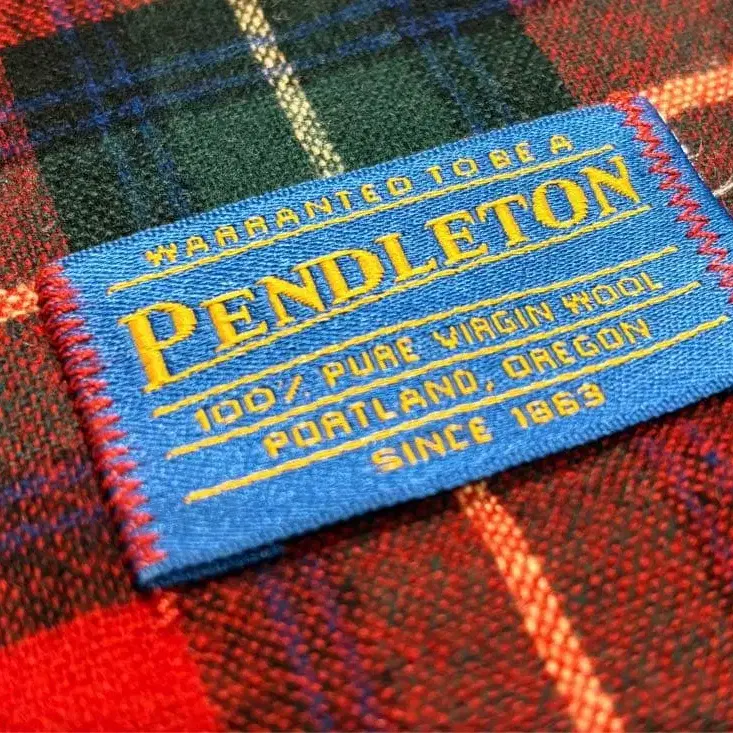 WARRANTED TO BE A
PENDLETON
100% PURE VIRGIN WOOL
PORTLAND, OREGON
SINCE 1863